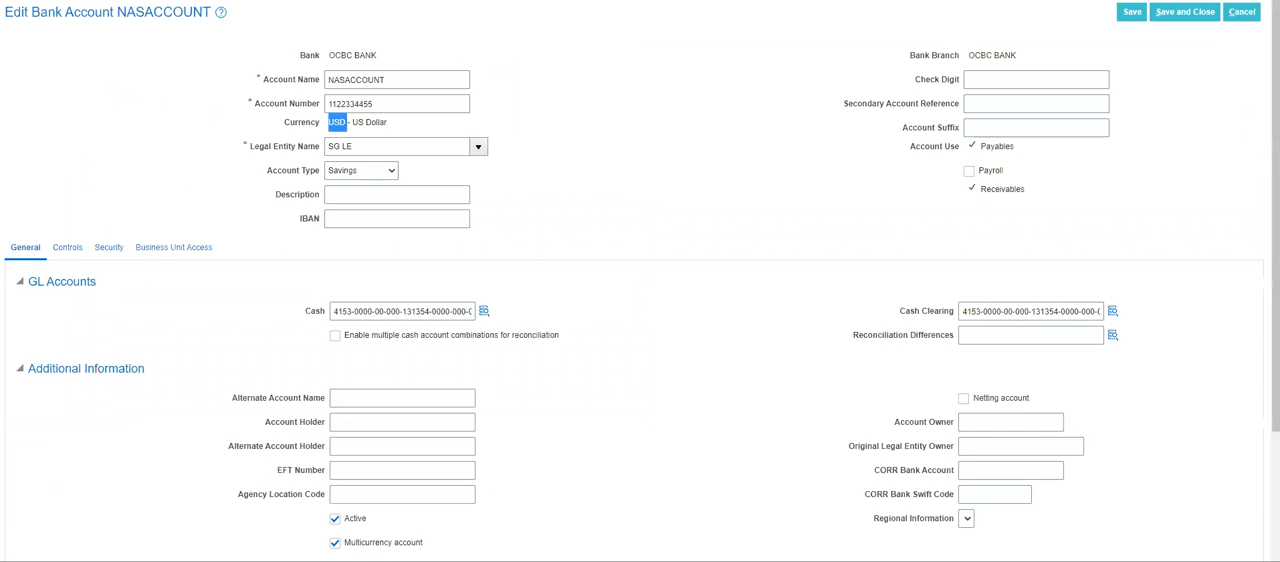 Edit Bank Account NASACCOUNT ?
Save Save and Close Cancel
Bank OCBC BANK Bank Branch OCBC BANK
* Account Name NASACCOUNT Check Digit
* Account Number 1122334455 Secondary Account Reference
Currency USD - US Dollar Account Suffix
* Legal Entity Name SG LE Account Use Payables
Account Type Savings Payroll
Description Receivables
IBAN
General Controls Security Business Unit Access
GL Accounts
Cash 4153-0000-00-000-131354-0000-000-0 Cash Clearing 4153-0000-00-000-131354-0000-000-0
Enable multiple cash account combinations for reconciliation Reconciliation Differences
Additional Information
Alternate Account Name Netting account
Account Holder Account Owner
Alternate Account Holder Original Legal Entity Owner
EFT Number CORR Bank Account
Agency Location Code CORR Bank Swift Code
Active Regional Information
Multicurrency account